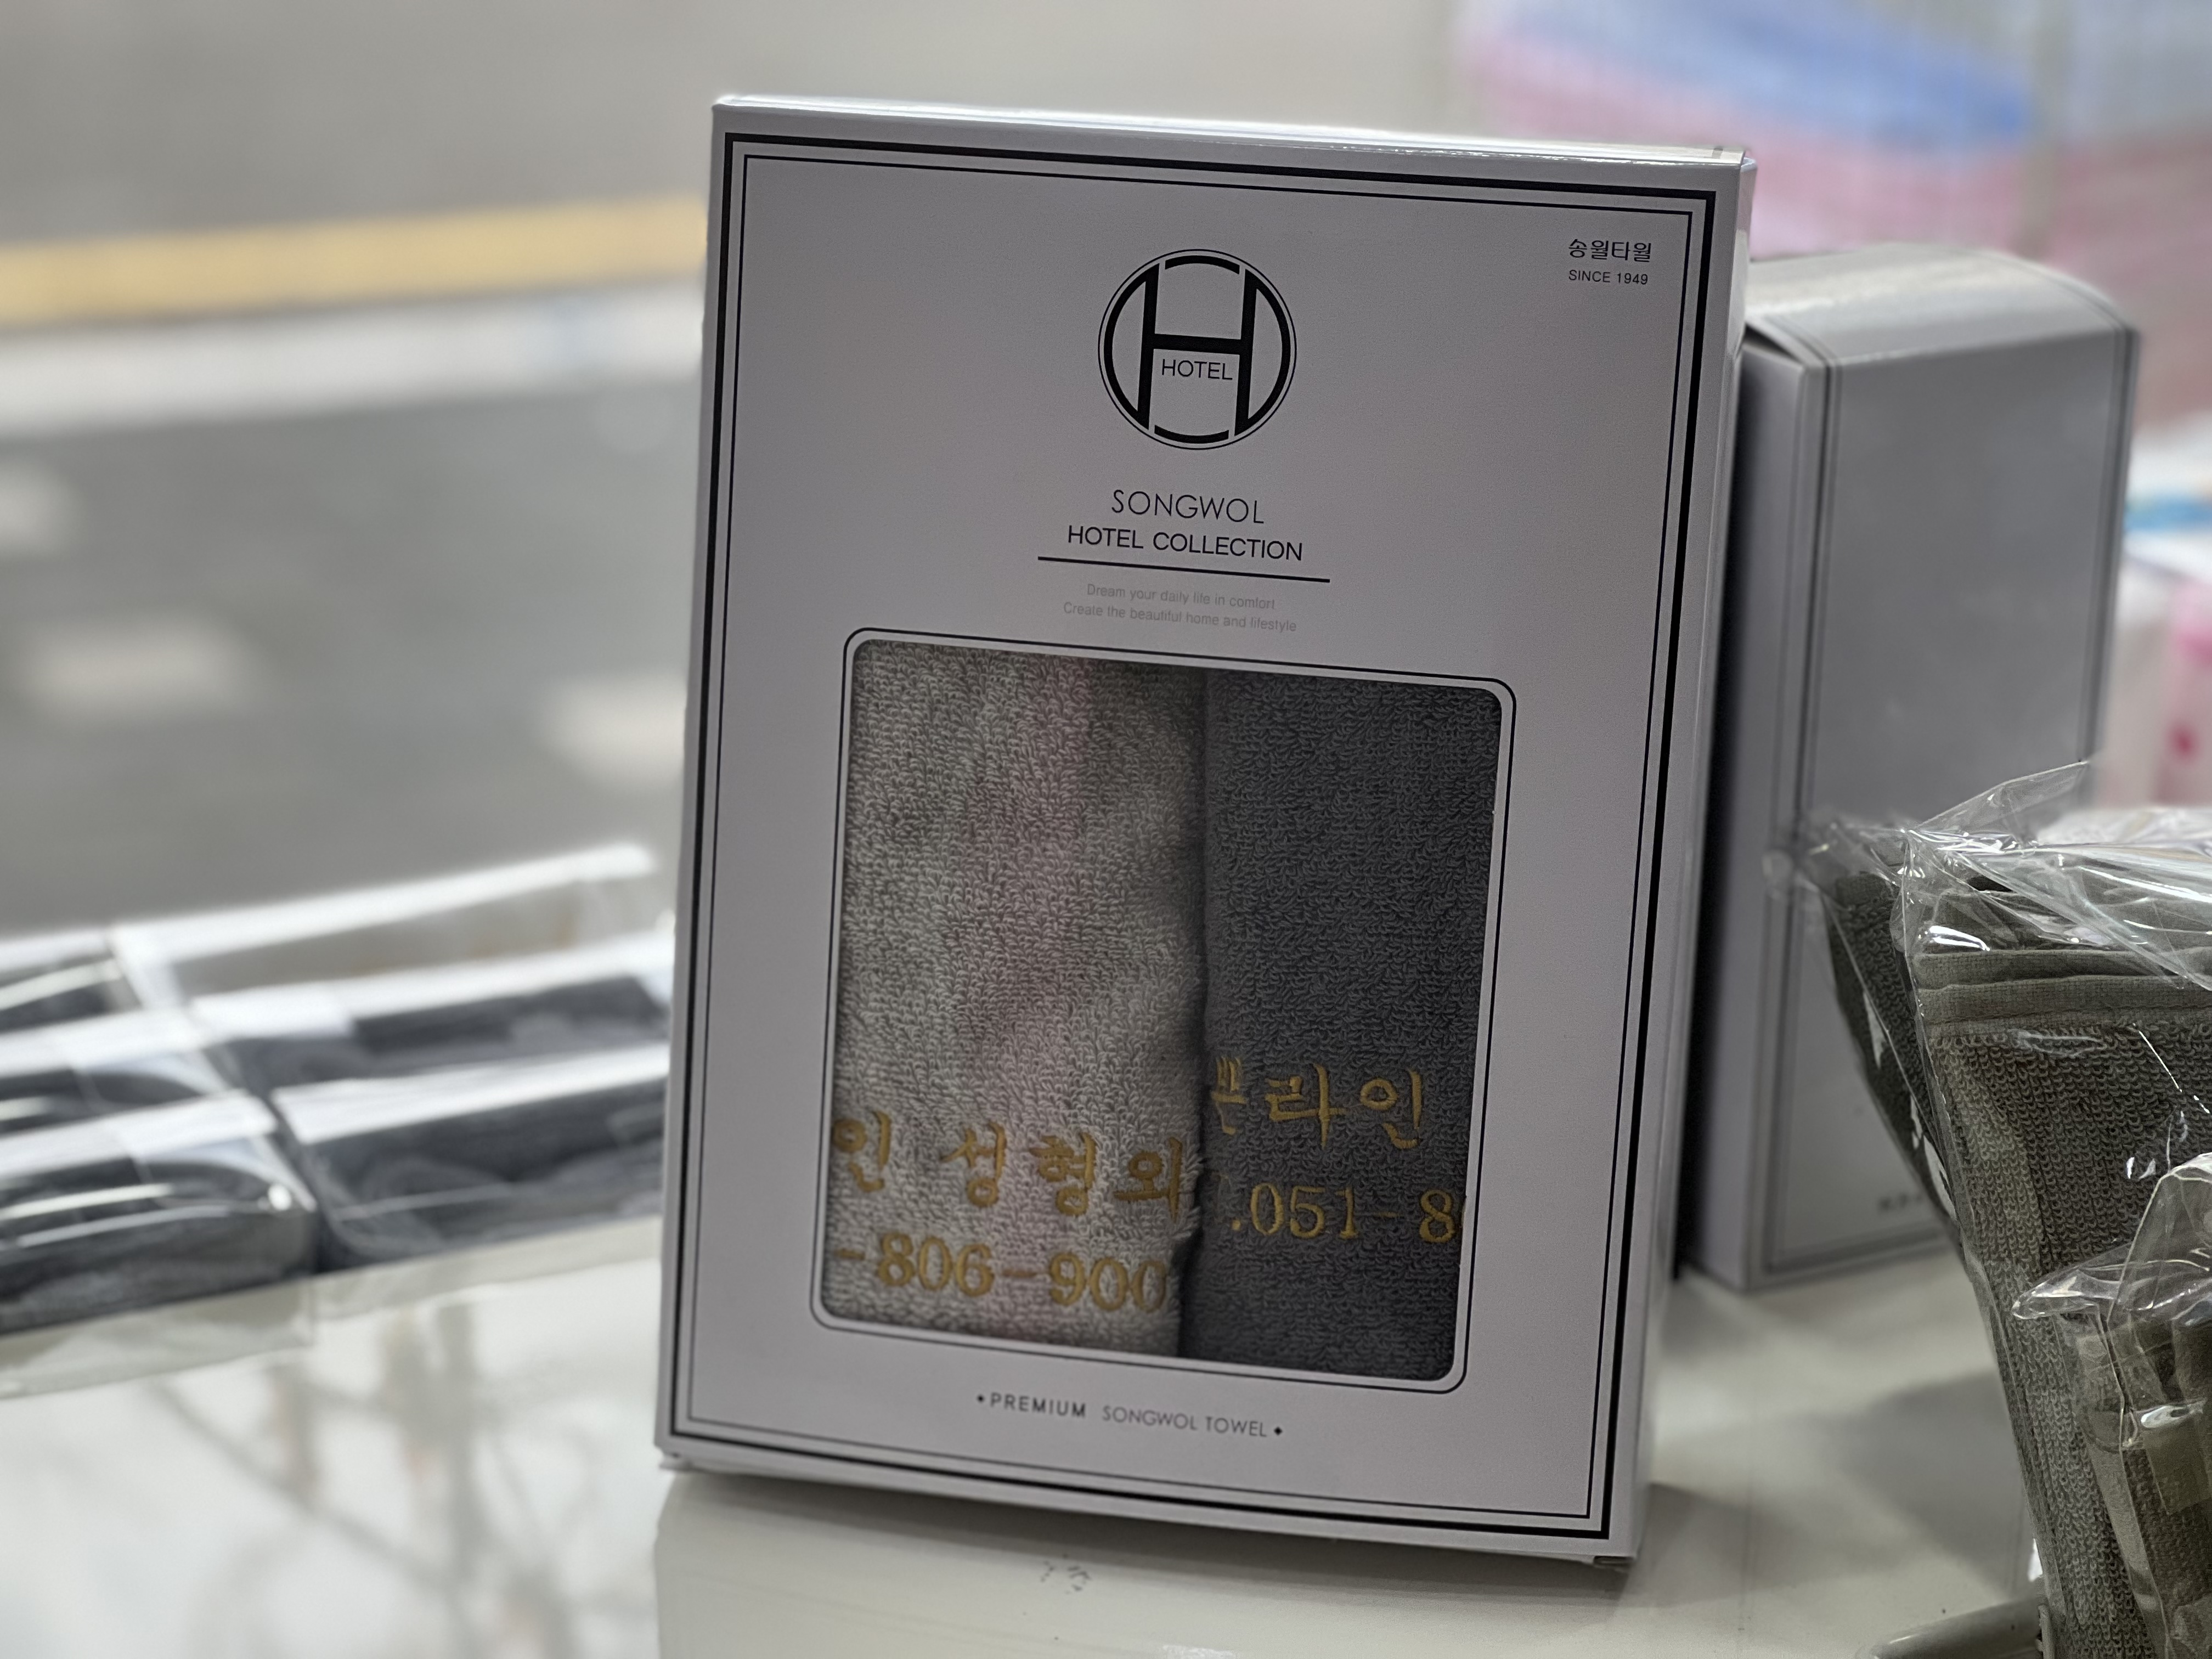 송월타월
SINCE 1949
HOTEL
SONGWOL
HOTEL COLLECTION
Dream your daily life in comfort
Create the beautiful home and lifestyle
인 성형외
-806-900
쁜라인
.051-8
◆PREMIUM SONGWOL TOWEL◆